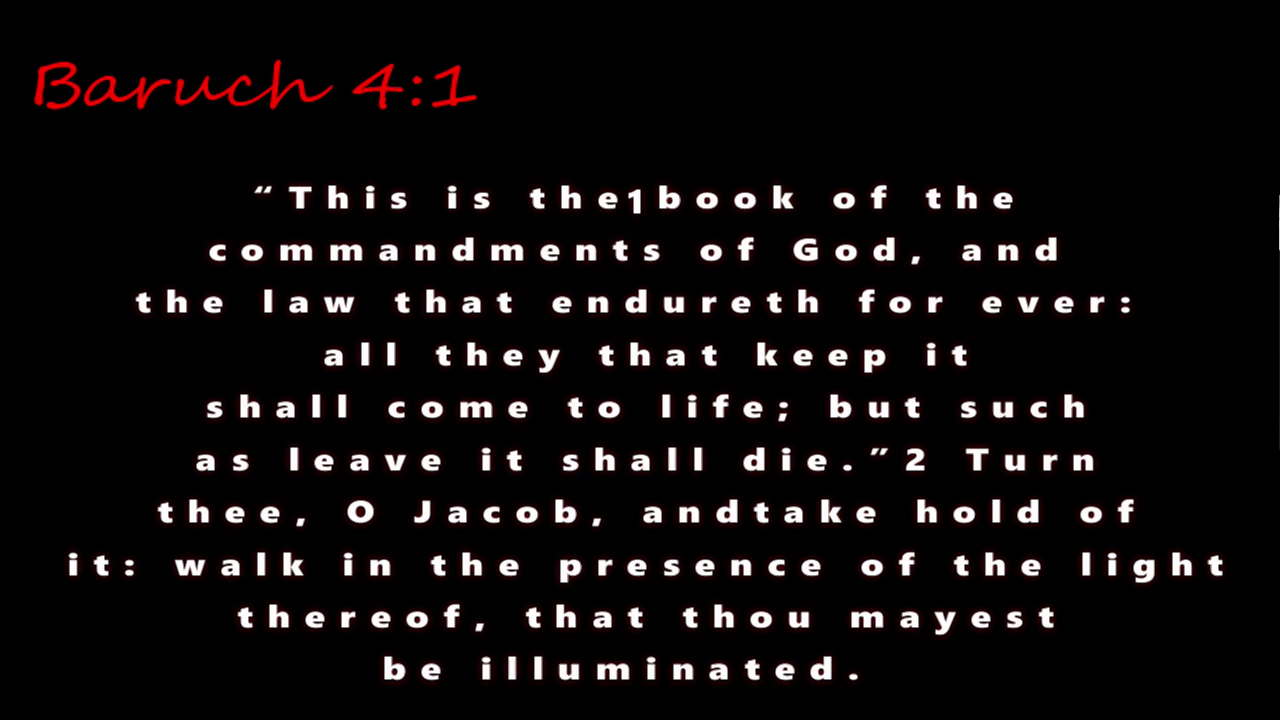 Baruch 4:1
“This is the1book of the
commandments of God, and
the law that endureth for ever:
all they that keep it
shall come to life; but such
as leave it shall die.”2 Turn
thee, O Jacob, andtake hold of
it: walk in the presence of the light
thereof, that thou mayest
be illuminated.